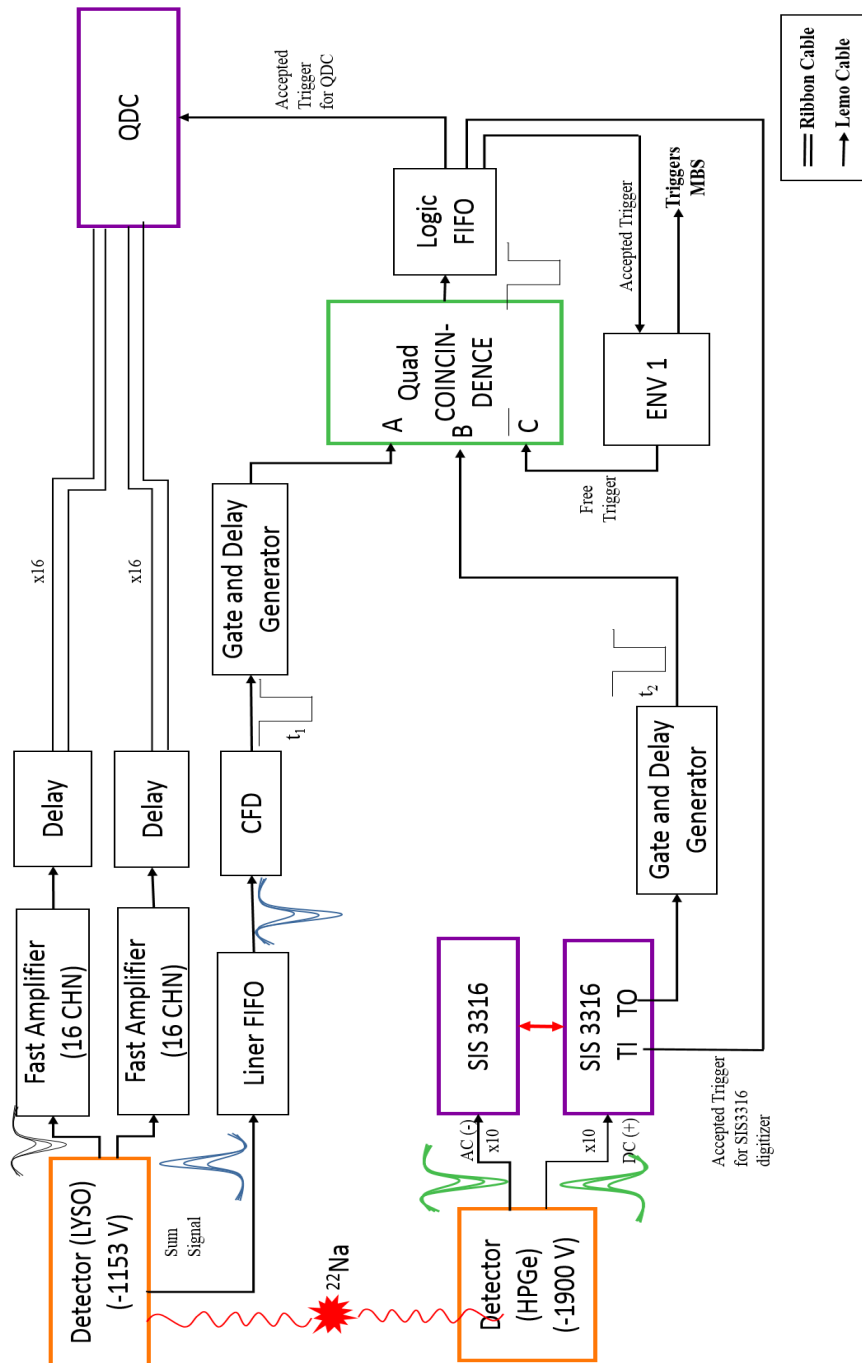 Detector (LYSO)
(-1153 V)
Fast Amplifier
(16 CHN)
Fast Amplifier
(16 CHN)
Delay
Delay
x16
x16
QDC
Sum
Signal
Liner FIFO
CFD
t1
Gate and Delay
Generator
A
B
C
Quad
COINCIN-
DENCE
Logic
FIFO
Accepted
Trigger
for QDC
22Na
Detector
(HPGe)
(-1900 V)
AC (-)
x10
x10
DC (+)
SIS 3316
SIS 3316
TI TO
Gate and Delay
Generator
t2
Free
Trigger
ENV 1
Accepted Trigger
Triggers
MBS
Accepted Trigger
for SIS3316
digitizer
Ribbon Cable
Lemo Cable